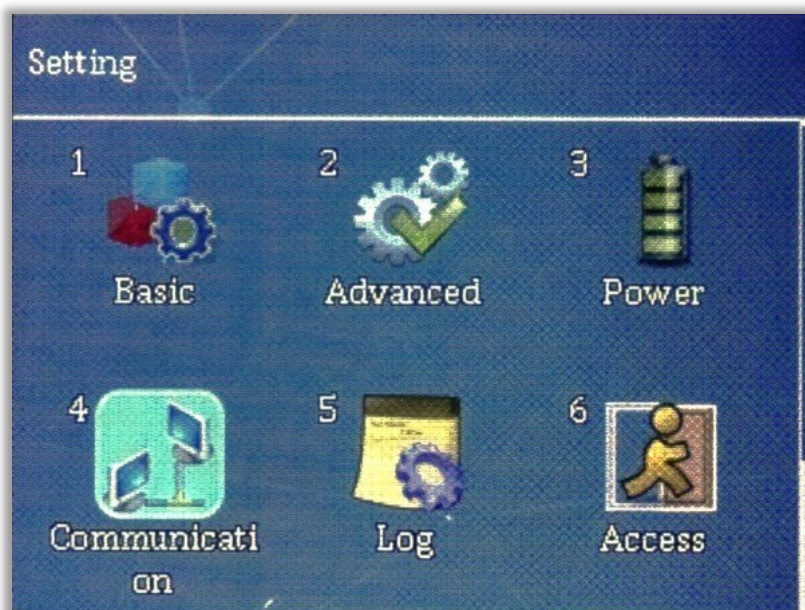 Setting
1
2
3
Basic
Advanced
Power
4
5
6
Communicati
on
Log
Access